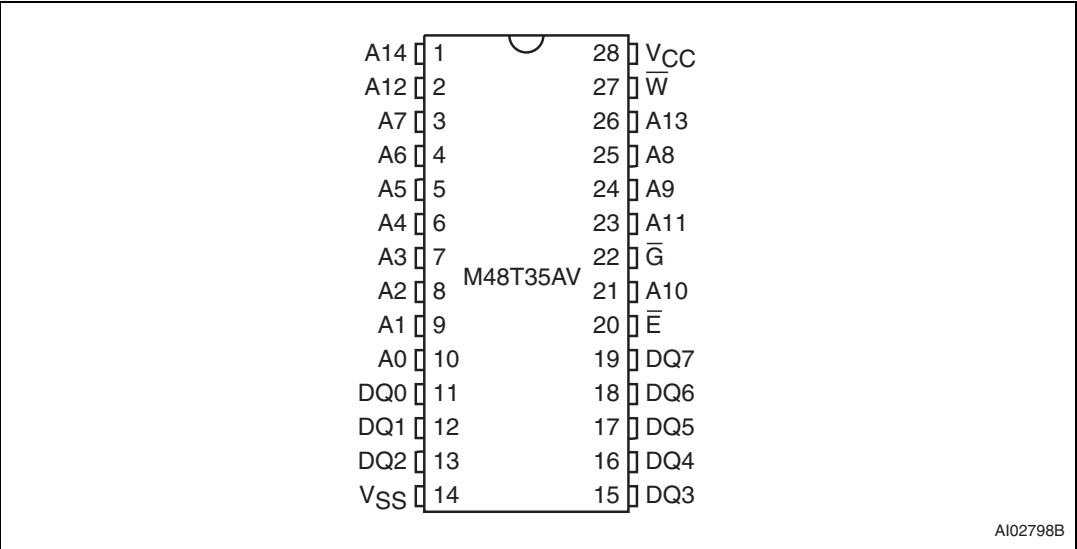 A14 1 28 VCC
A12 2 27 W̅
A7 3 26 A13
A6 4 25 A8
A5 5 24 A9
A4 6 23 A11
A3 7 22 G̅
M48T35AV
A2 8 21 A10
A1 9 20 E̅
A0 10 19 DQ7
DQ0 11 18 DQ6
DQ1 12 17 DQ5
DQ2 13 16 DQ4
VSS 14 15 DQ3
AI02798B